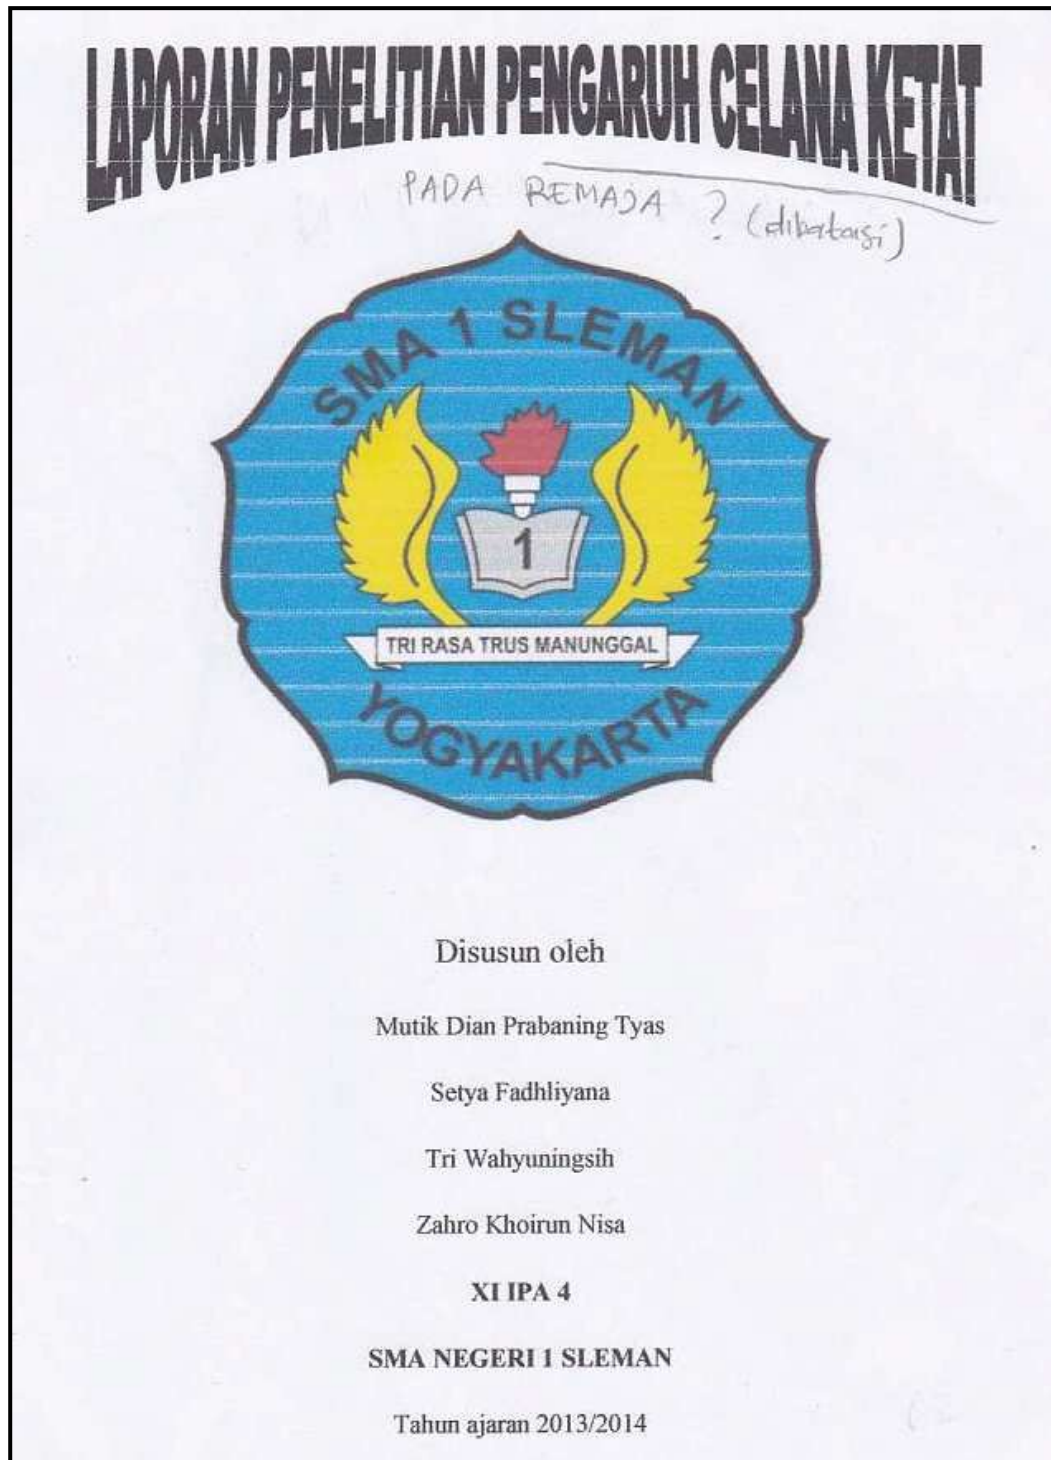 LAPORAN PENELITIAN PENGARUH CELANA KETAT
PADA REMAJA ? (dibatasi)
SMA 1 SLEMAN
1
TRI RASA TRUS MANUNGGAL
YOGYAKARTA
Disusun oleh
Mutik Dian Prabaning Tyas
Setya Fadhliyana
Tri Wahyuningsih
Zahro Khoirun Nisa
XI IPA 4
SMA NEGERI 1 SLEMAN
Tahun ajaran 2013/2014